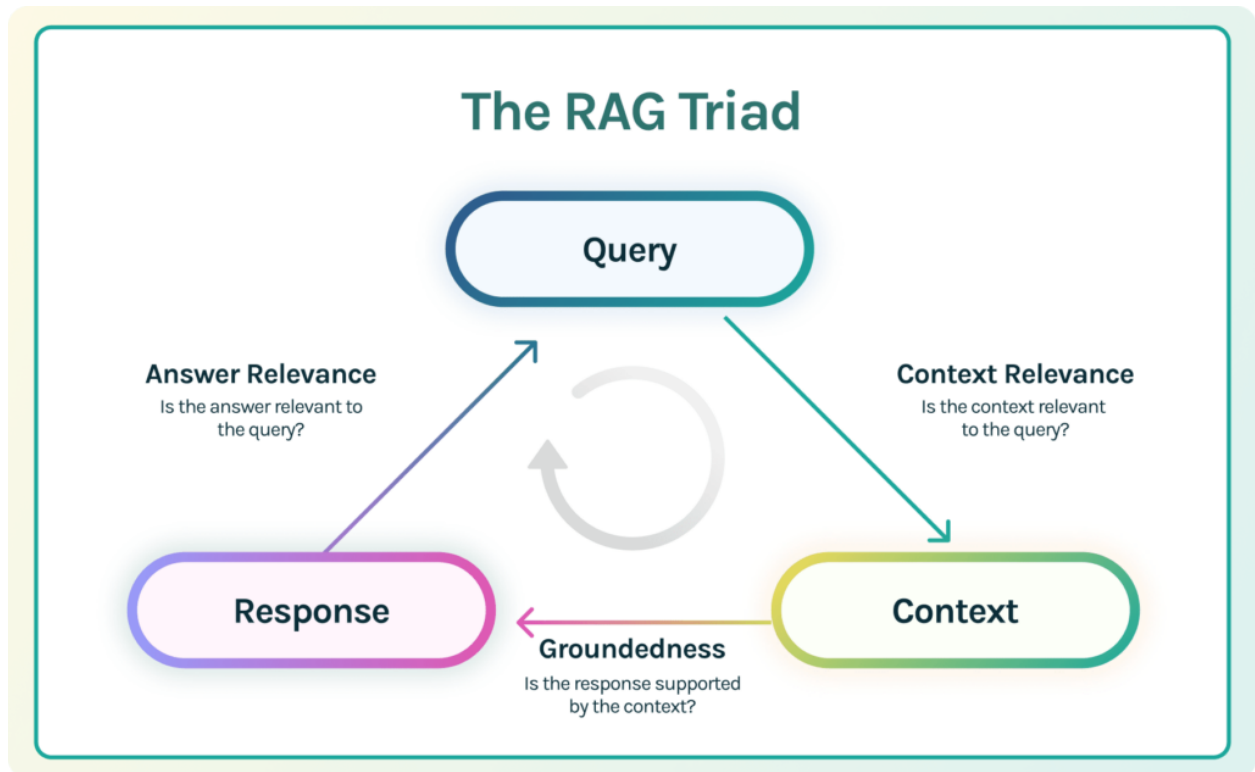 The RAG Triad
Query
Answer Relevance
Is the answer relevant to
the query?
Context Relevance
Is the context relevant
to the query?
Response
Context
Groundedness
Is the response supported
by the context?